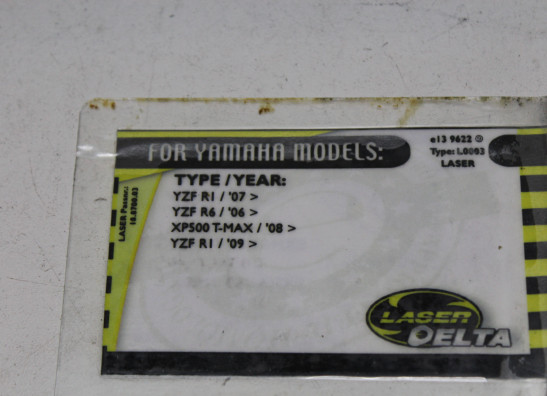 FOR YAMAHA MODELS:
e13 9622
Type: L0003
LASER
TYPE / YEAR:
YZF R1 / '07 >
YZF R6 / '06 >
XP500 T-MAX / '08 >
YZF R1 / '09 >
LASER
DELTA